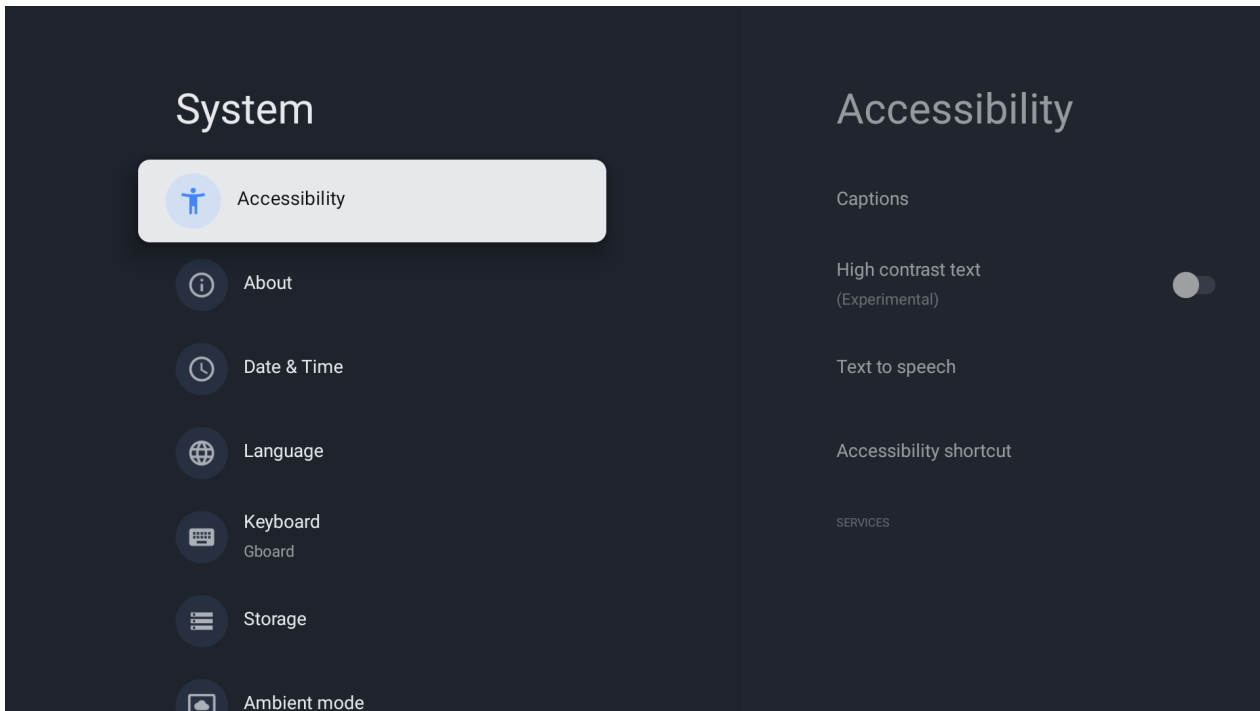 System
Accessibility
About
Date & Time
Language
Keyboard
Gboard
Storage
Ambient mode
Accessibility
Captions
High contrast text
(Experimental)
Text to speech
Accessibility shortcut
SERVICES